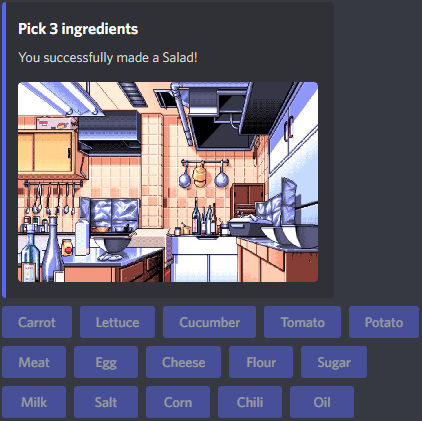 Pick 3 ingredients
You successfully made a Salad!
Carrot Lettuce Cucumber Tomato Potato
Meat Egg Cheese Flour Sugar
Milk Salt Corn Chili Oil